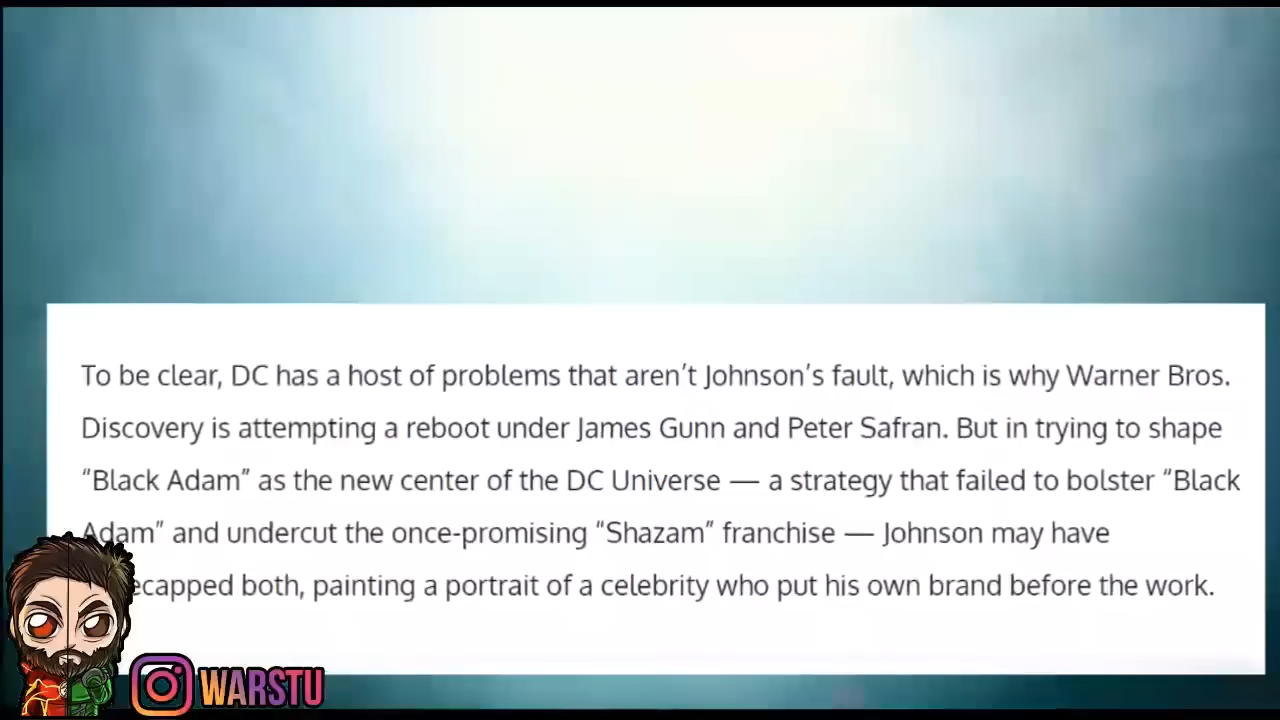 To be clear, DC has a host of problems that aren’t Johnson’s fault, which is why Warner Bros.
Discovery is attempting a reboot under James Gunn and Peter Safran. But in trying to shape
“Black Adam” as the new center of the DC Universe — a strategy that failed to bolster “Black
Adam” and undercut the once-promising “Shazam” franchise — Johnson may have
both, painting a portrait of a celebrity who put his own brand before the work.
WARSTU